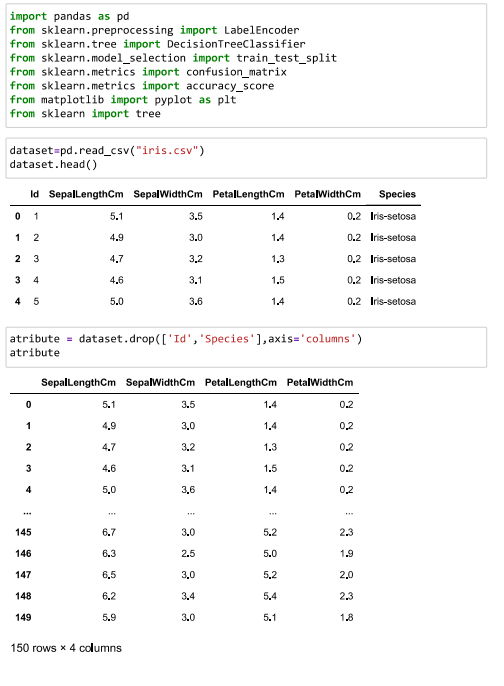 import pandas as pd
from sklearn.preprocessing import LabelEncoder
from sklearn.tree import DecisionTreeClassifier
from sklearn.model_selection import train_test_split
from sklearn.metrics import confusion_matrix
from sklearn.metrics import accuracy_score
from matplotlib import pyplot as plt
from sklearn import tree
dataset=pd.read_csv("iris.csv")
dataset.head()
Id SepalLengthCm SepalWidthCm PetalLengthCm PetalWidthCm Species
0 1 5.1 3.5 1.4 0.2 Iris-setosa
1 2 4.9 3.0 1.4 0.2 Iris-setosa
2 3 4.7 3.2 1.3 0.2 Iris-setosa
3 4 4.6 3.1 1.5 0.2 Iris-setosa
4 5 5.0 3.6 1.4 0.2 Iris-setosa
atribute = dataset.drop(['Id','Species'],axis='columns')
atribute
SepalLengthCm SepalWidthCm PetalLengthCm PetalWidthCm
0 5.1 3.5 1.4 0.2
1 4.9 3.0 1.4 0.2
2 4.7 3.2 1.3 0.2
3 4.6 3.1 1.5 0.2
4 5.0 3.6 1.4 0.2
... ... ... ... ...
145 6.7 3.0 5.2 2.3
146 6.3 2.5 5.0 1.9
147 6.5 3.0 5.2 2.0
148 6.2 3.4 5.4 2.3
149 5.9 3.0 5.1 1.8
150 rows × 4 columns